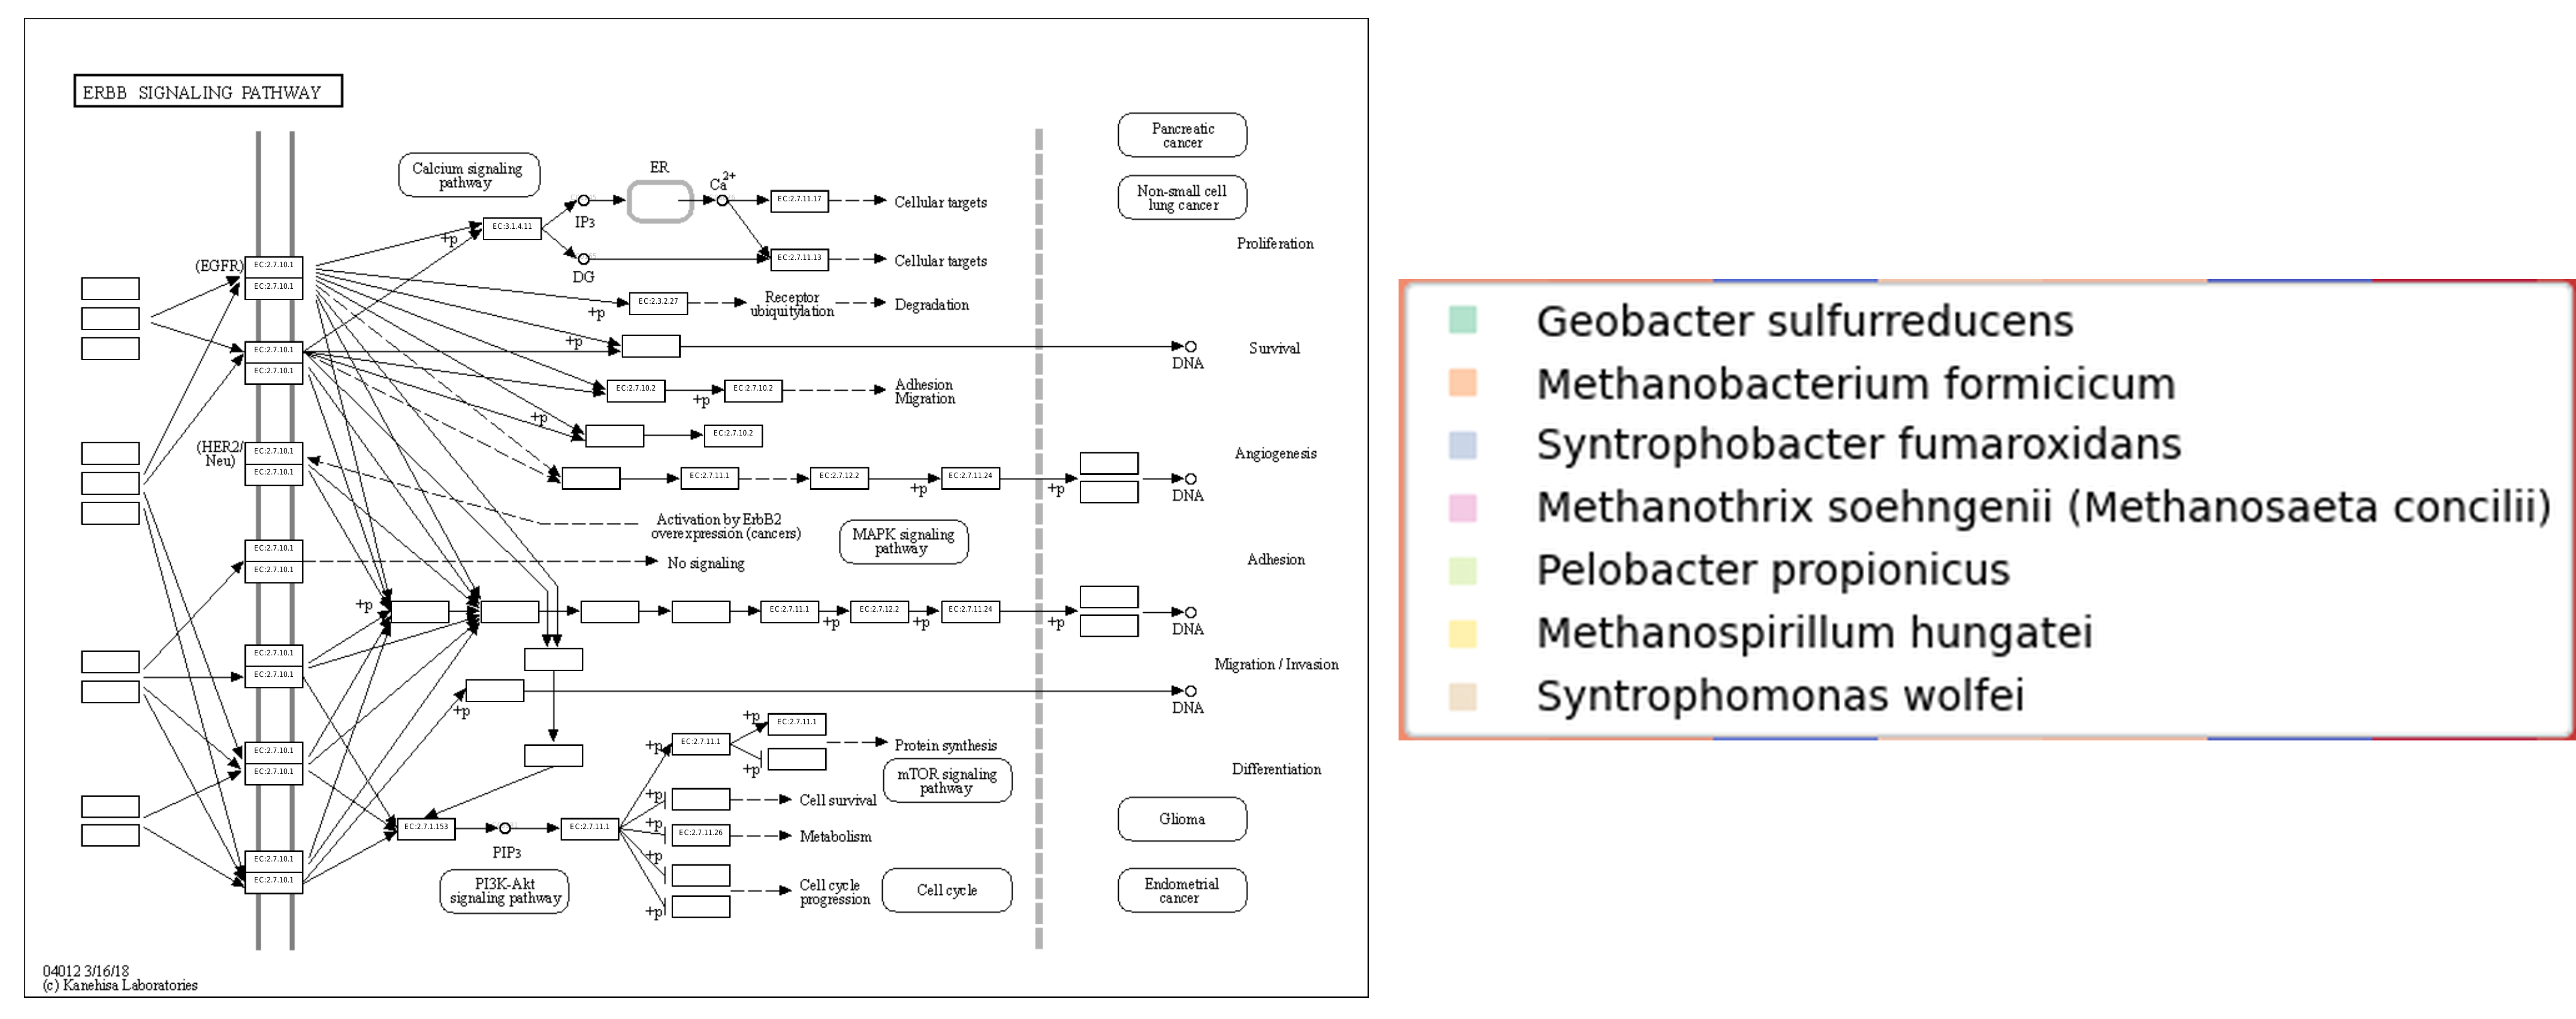 ERBB SIGNALING PATHWAY
Pancreatic
cancer
Calcium signaling
pathway
ER
Ca2+
Non-small cell
lung cancer
EC:2.7.11.17
Cellular targets
IP3
EC:3.1.4.11
+p
Proliferation
(EGFR)
EC:2.7.10.1
EC:2.7.10.1
EC:2.7.11.13
Cellular targets
DG
EC:2.3.2.27
Receptor
ubiquitylation
Degradation
+p
+p
EC:2.7.10.1
EC:2.7.10.1
DNA
Survival
EC:2.7.10.2
+p
EC:2.7.10.2
Adhesion
Migration
+p
EC:2.7.10.2
(HER2/
Neu)
EC:2.7.10.1
EC:2.7.10.1
Angiogenesis
EC:2.7.11.1
EC:2.7.12.2
+p
EC:2.7.11.24
+p
DNA
Activation by ErbB2
overexpression (cancers)
MAPK signaling
pathway
EC:2.7.10.1
EC:2.7.10.1
No signaling
Adhesion
+p
EC:2.7.11.1
+p
EC:2.7.12.2
+p
EC:2.7.11.24
+p
DNA
EC:2.7.10.1
EC:2.7.10.1
Migration / Invasion
+p
DNA
EC:2.7.10.1
EC:2.7.10.1
+p
EC:2.7.11.1
+p
EC:2.7.11.1
+p
Protein synthesis
mTOR signaling
pathway
Differentiation
+p
Cell survival
EC:2.7.1.153
PIP3
EC:2.7.11.1
+p
EC:2.7.11.26
Metabolism
Glioma
EC:2.7.10.1
EC:2.7.10.1
PI3K-Akt
signaling pathway
+p
+p
Cell cycle
progression
Cell cycle
Endometrial
cancer
04012 3/16/18
(c) Kanehisa Laboratories
Geobacter sulfurreducens
Methanobacterium formicicum
Syntrophobacter fumaroxidans
Methanothrix soehngenii (Methanosaeta concilii)
Pelobacter propionicus
Methanospirillum hungatei
Syntrophomonas wolfei